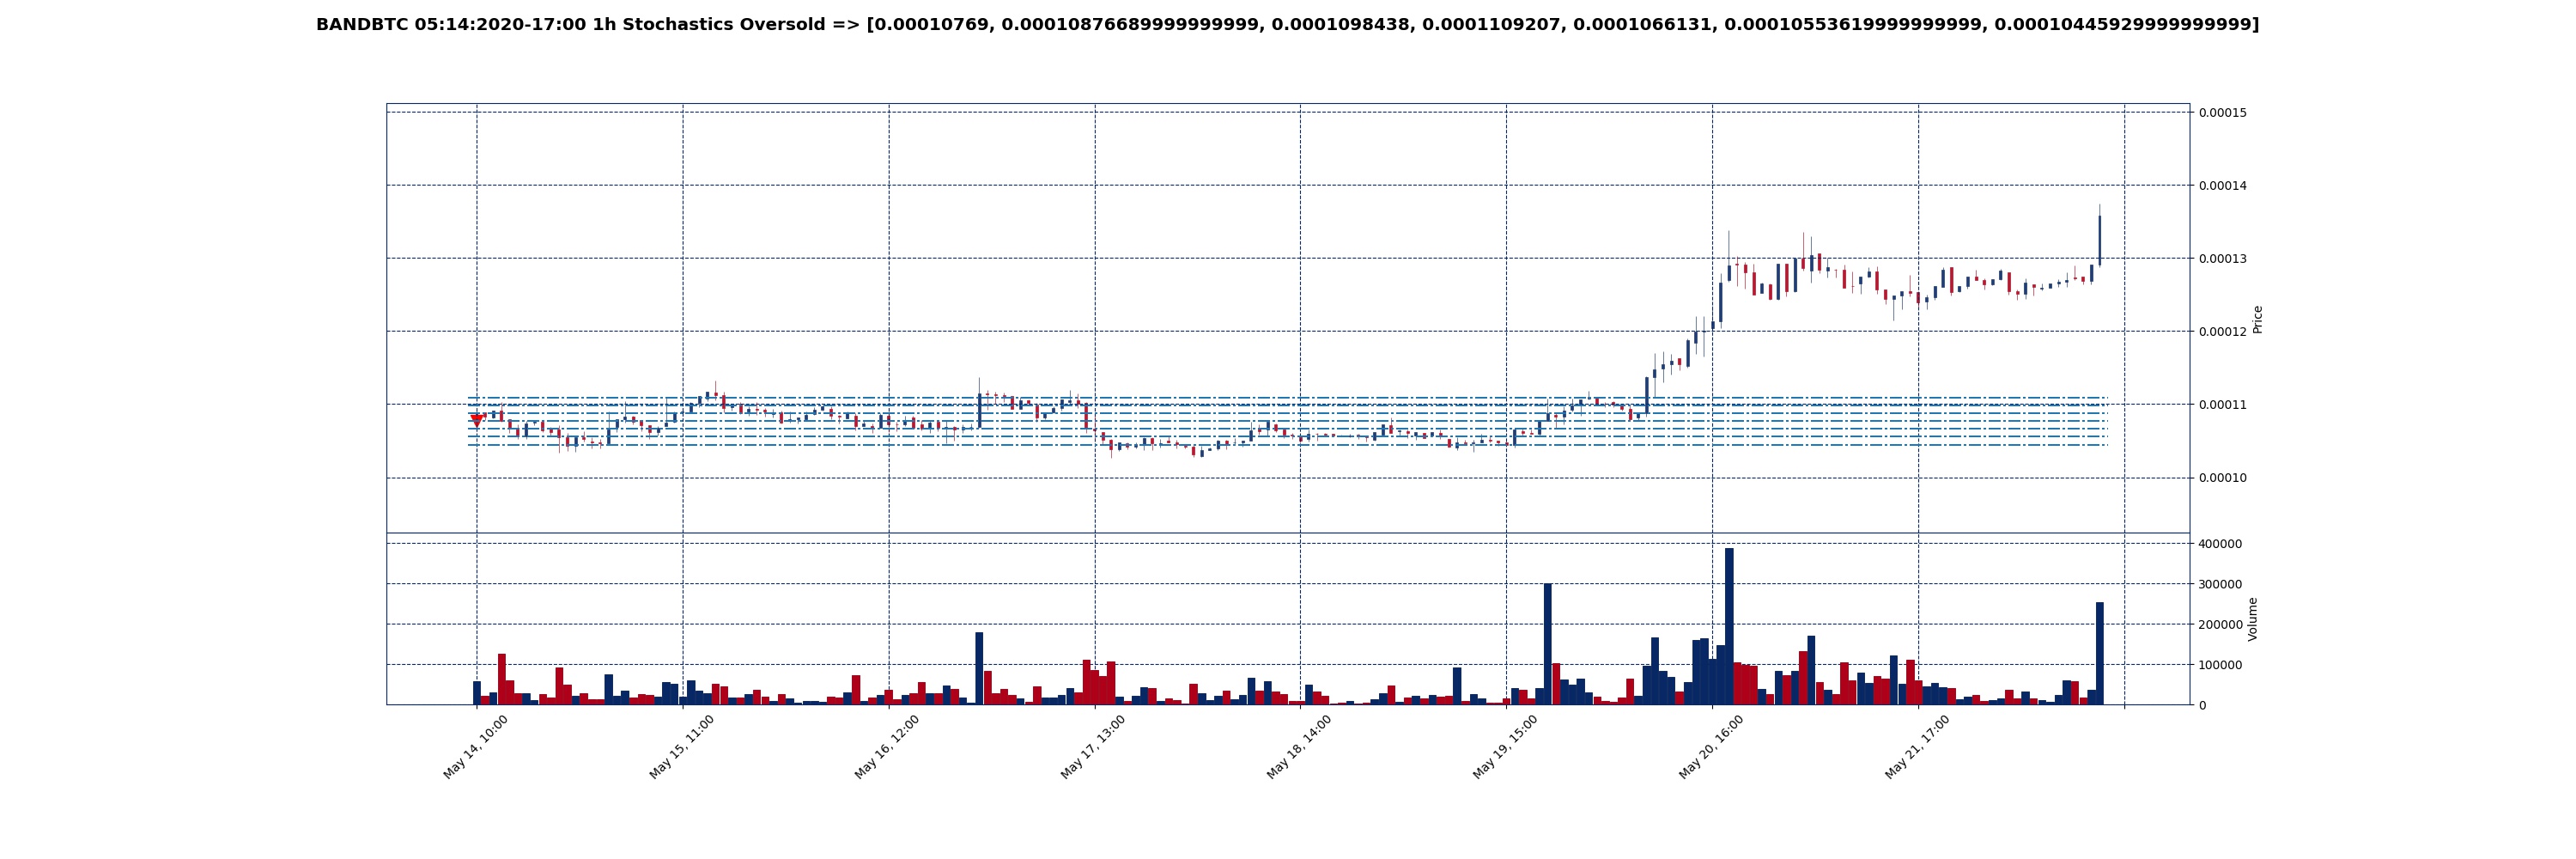 BANDBTC 05:14:2020-17:00 1h Stochastics Oversold => [0.00010769, 0.00010876689999999999, 0.0001098438, 0.0001109207, 0.0001066131, 0.00010553619999999999, 0.00010445929999999999]
0.00015
0.00014
0.00013
0.00012
0.00011
0.00010
Price
400000
300000
200000
100000
0
Volume
May 14, 10:00
May 15, 11:00
May 16, 12:00
May 17, 13:00
May 18, 14:00
May 19, 15:00
May 20, 16:00
May 21, 17:00